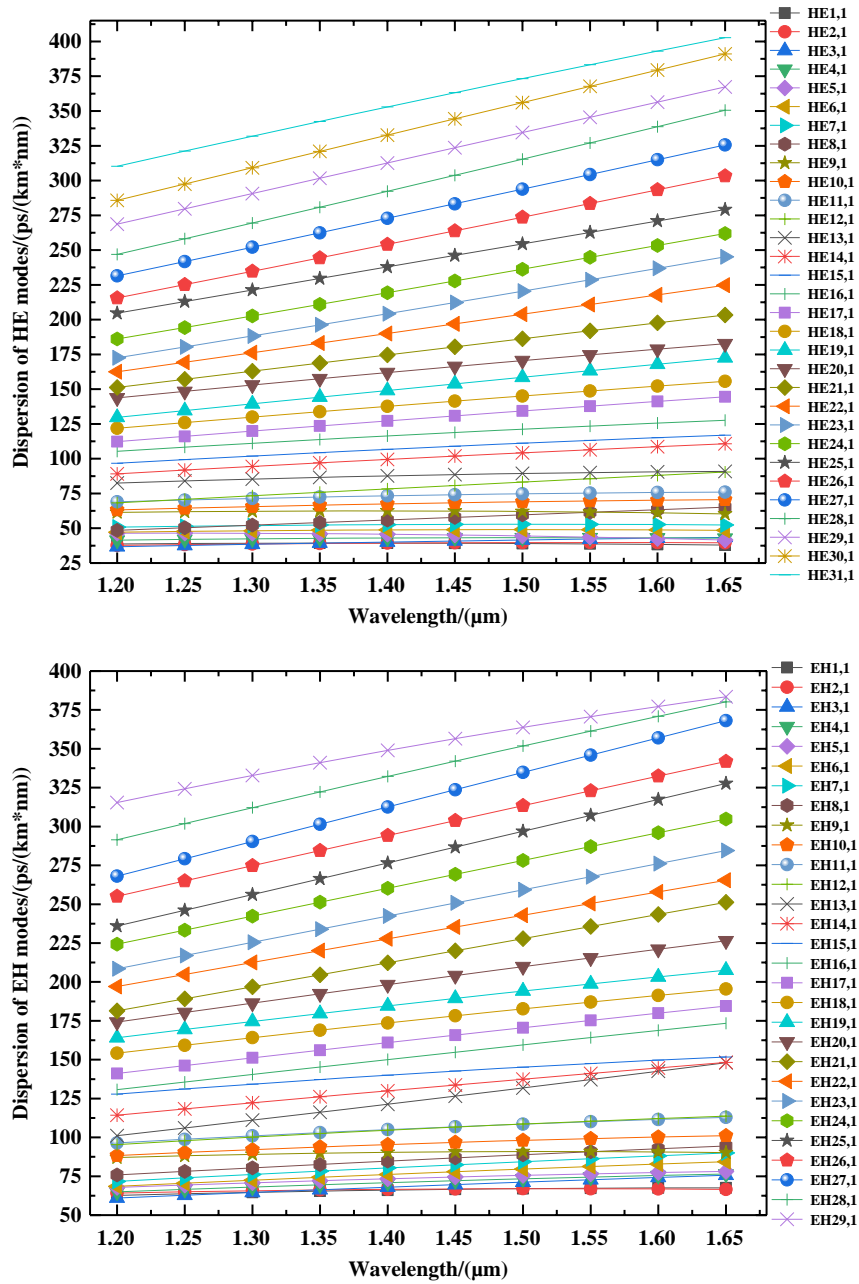 HE1,1
HE2,1
HE3,1
HE4,1
HE5,1
HE6,1
HE7,1
HE8,1
HE9,1
HE10,1
HE11,1
HE12,1
HE13,1
HE14,1
HE15,1
HE16,1
HE17,1
HE18,1
HE19,1
HE20,1
HE21,1
HE22,1
HE23,1
HE24,1
HE25,1
HE26,1
HE27,1
HE28,1
HE29,1
HE30,1
HE31,1
400
375
350
325
300
275
250
225
200
175
150
125
100
75
50
25
Dispersion of HE modes/(ps/(km*nm))
1.20 1.25 1.30 1.35 1.40 1.45 1.50 1.55 1.60 1.65
Wavelength/(μm)
EH1,1
EH2,1
EH3,1
EH4,1
EH5,1
EH6,1
EH7,1
EH8,1
EH9,1
EH10,1
EH11,1
EH12,1
EH13,1
EH14,1
EH15,1
EH16,1
EH17,1
EH18,1
EH19,1
EH20,1
EH21,1
EH22,1
EH23,1
EH24,1
EH25,1
EH26,1
EH27,1
EH28,1
EH29,1
400
375
350
325
300
275
250
225
200
175
150
125
100
75
50
Dispersion of EH modes/(ps/(km*nm))
1.20 1.25 1.30 1.35 1.40 1.45 1.50 1.55 1.60 1.65
Wavelength/(μm)